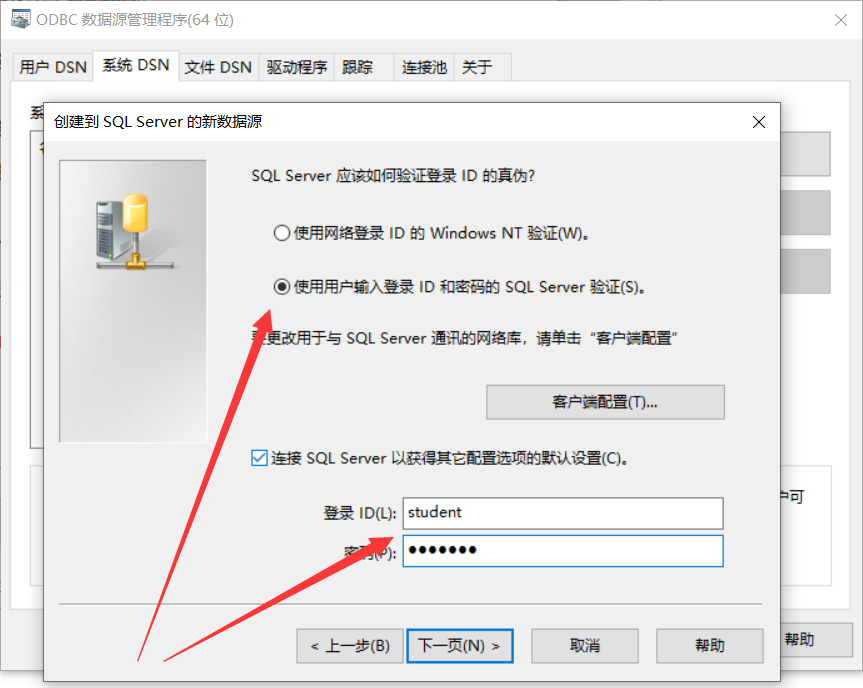 ODBC 数据源管理程序(64 位)
用户 DSN 系统 DSN 文件 DSN 驱动程序 跟踪 连接池 关于
系
创建到 SQL Server 的新数据源
SQL Server 应该如何验证登录 ID 的真伪?
使用网络登录 ID 的 Windows NT 验证(W)。
使用用户输入登录 ID 和密码的 SQL Server 验证(S)。
要更改用于与 SQL Server 通讯的网络库，请单击“客户端配置”
客户端配置(T)...
连接 SQL Server 以获得其它配置选项的默认设置(C)。
户可
登录 ID(L): student
密码(P): •••••••
< 上一步(B) 下一页(N) > 取消 帮助
帮助